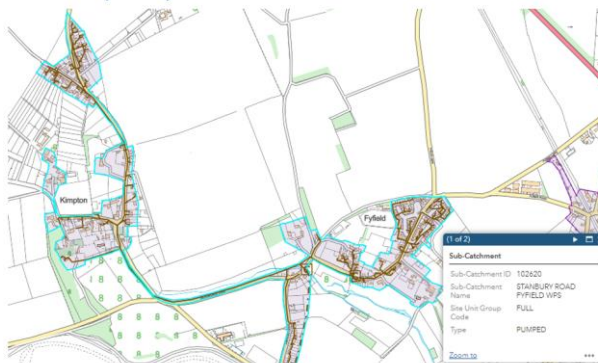 Kimpton
Fyfield
(1 of 2)
Sub-Catchment
Sub-Catchment ID 102620
Sub-Catchment Name STANBURY ROAD
FYFIELD WPS
Site Unit Group Code FULL
Type PUMPED
Zoom to
•••